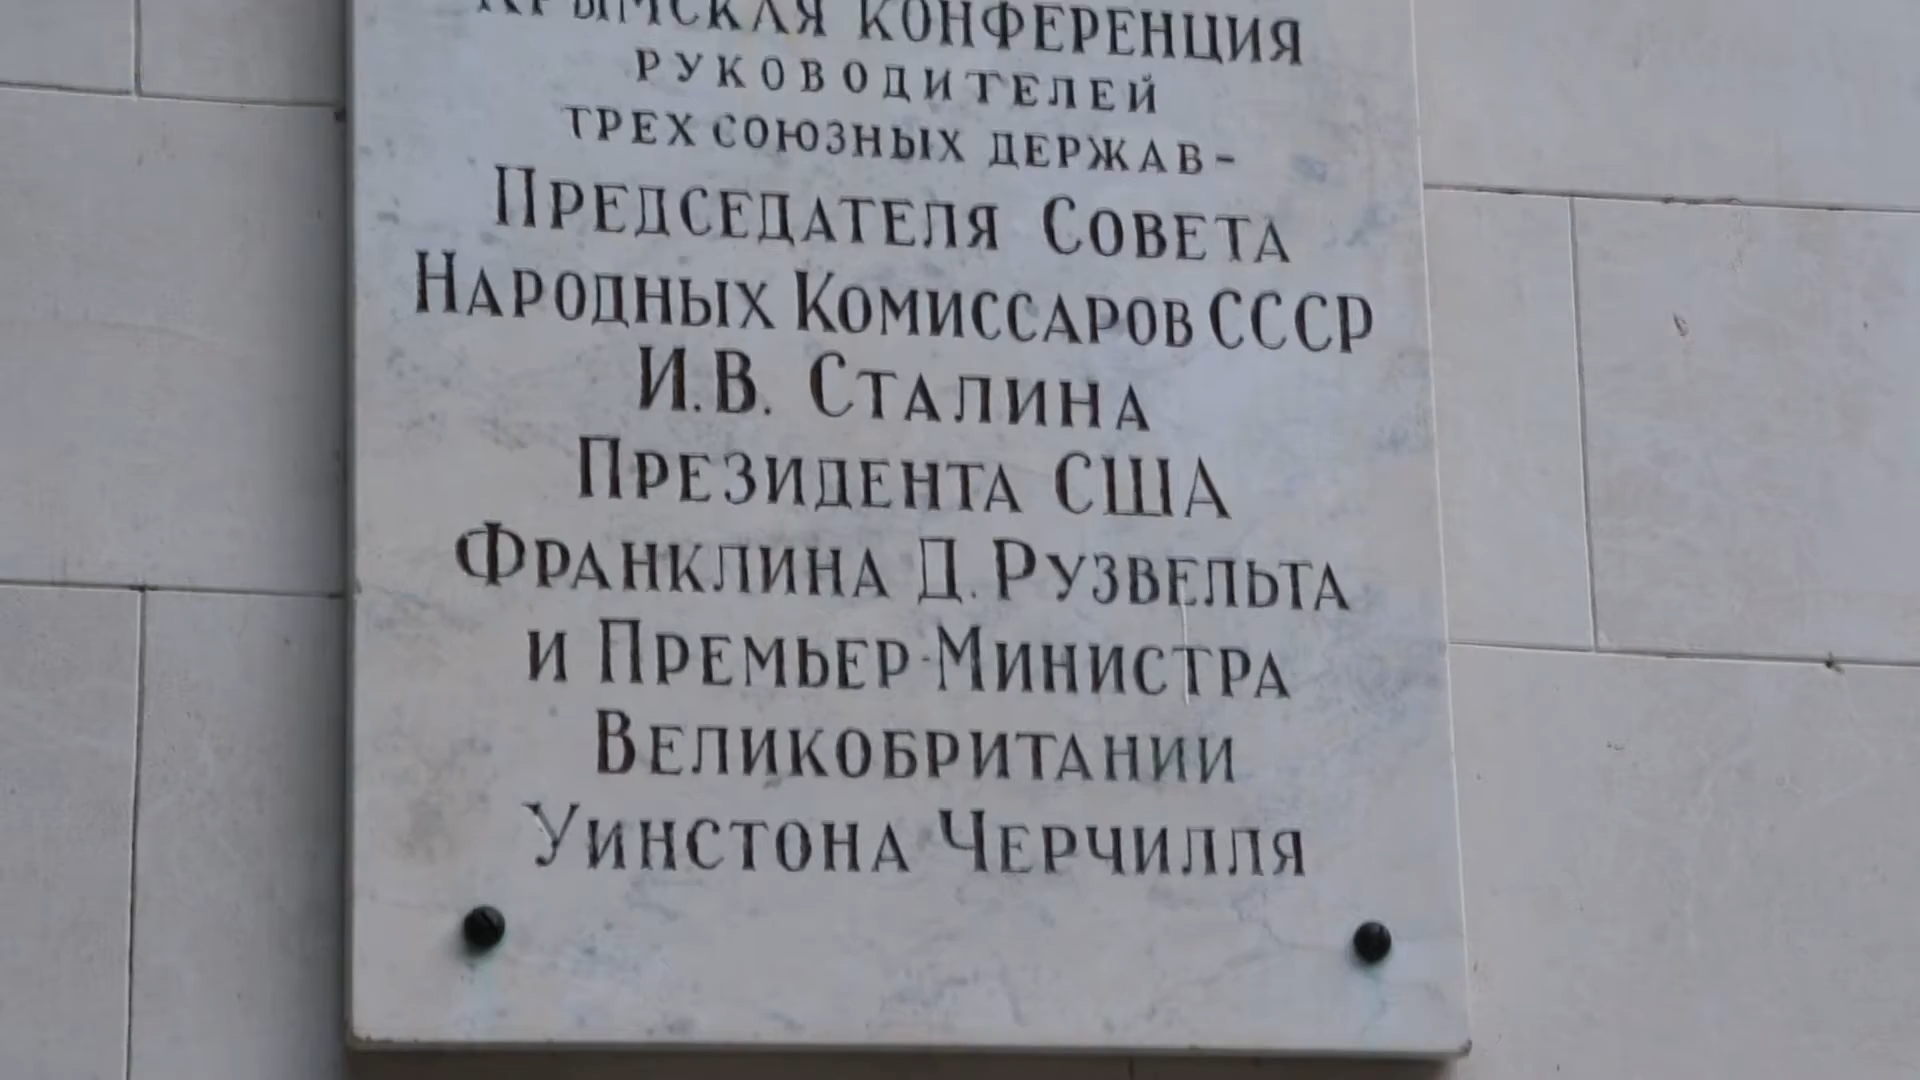 Крымская конференция
руководителей
трех союзных держав-
Председателя Совета
Народных Комиссаров СССР
И.В. Сталина
Президента США
Франклина Д. Рузвельта
и Премьер-Министра
Великобритании
Уинстона Черчилля